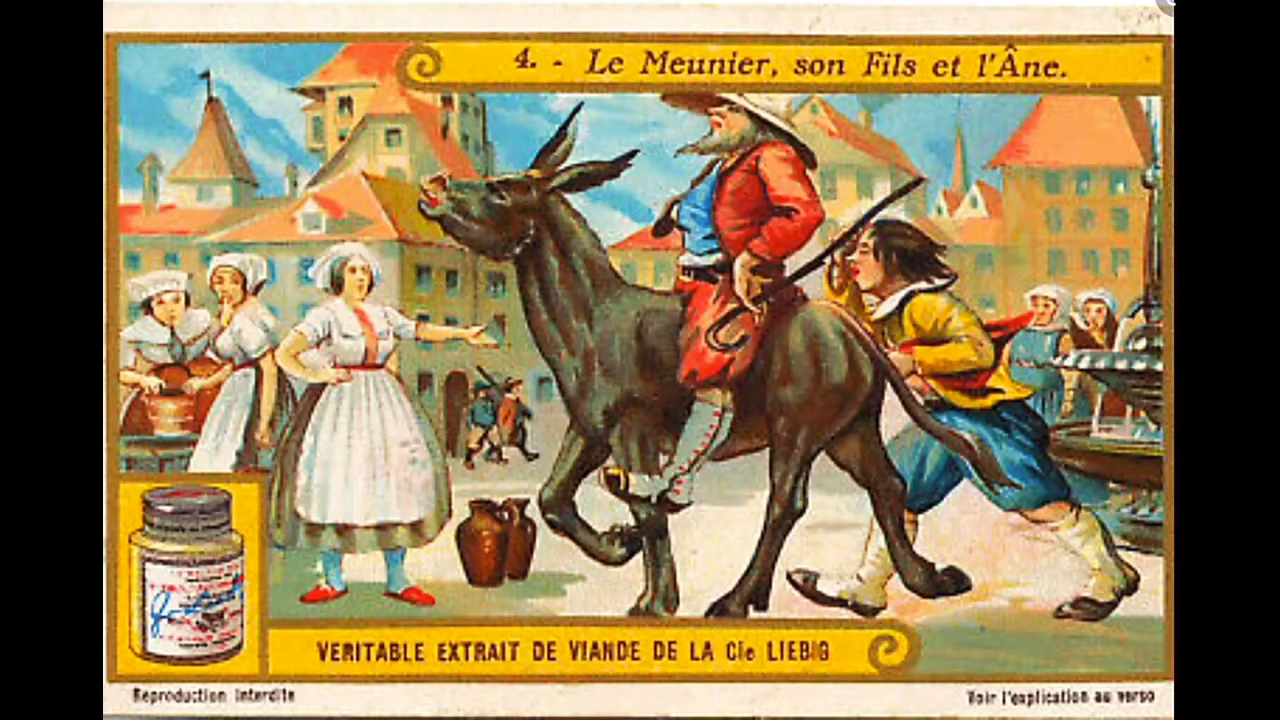 4. - Le Meunier, son Fils et l'Âne.
VERITABLE EXTRAIT DE VIANDE DE LA Cie LIEBIG
Reproduction interdite
Voir l'explication au verso